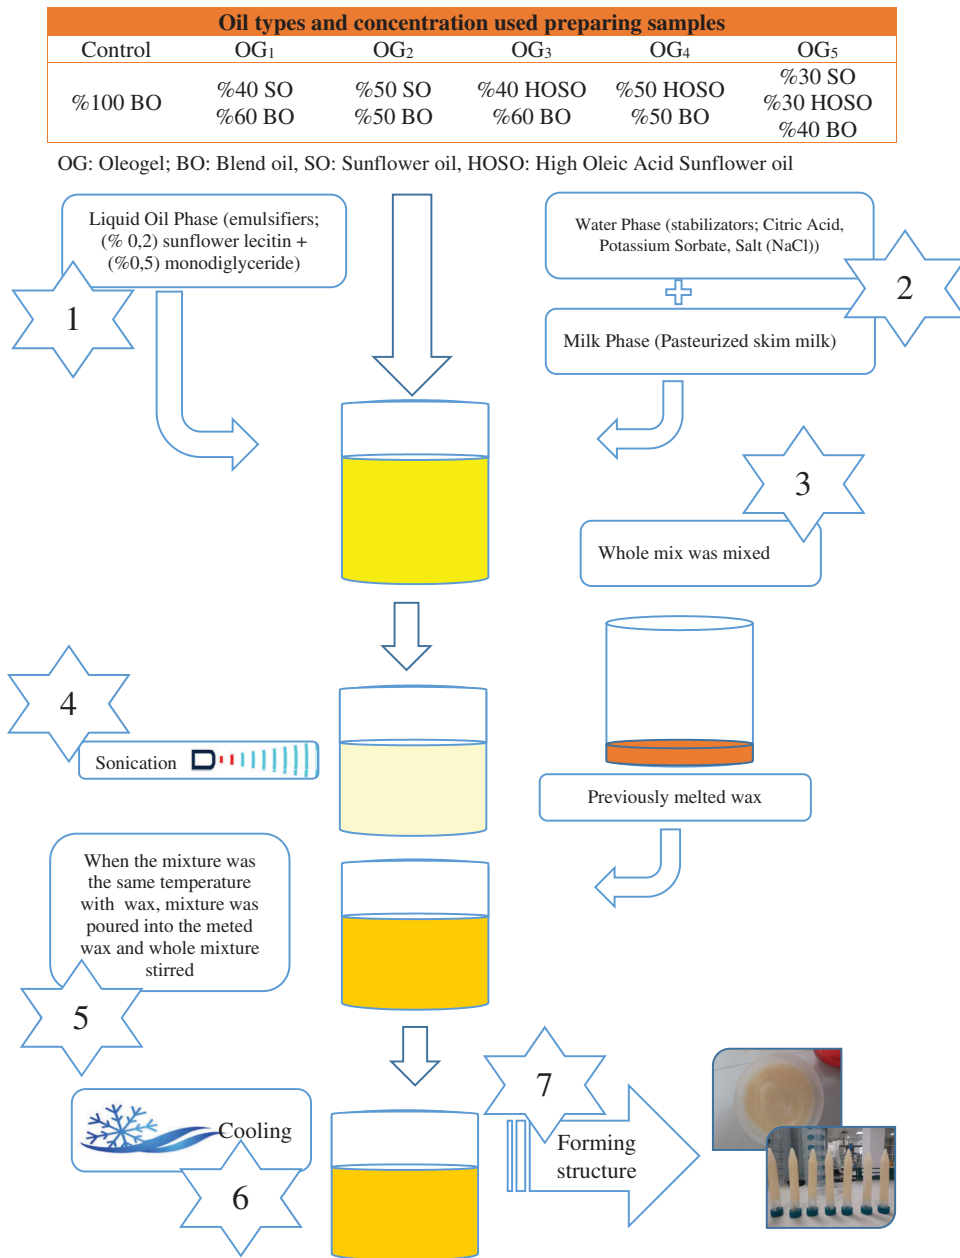 Oil types and concentration used preparing samples
Control OG1 OG2 OG3 OG4 OG5
%100 BO
%40 SO
%60 BO
%50 SO
%50 BO
%40 HOSO
%60 BO
%50 HOSO
%50 BO
%30 SO
%30 HOSO
%40 BO
OG: Oleogel; BO: Blend oil, SO: Sunflower oil, HOSO: High Oleic Acid Sunflower oil
Liquid Oil Phase (emulsifiers;
(% 0,2) sunflower lecitin +
(%0,5) monodiglyceride)
1
Water Phase (stabilizators; Citric Acid,
Potassium Sorbate, Salt (NaCl))
2
Milk Phase (Pasteurized skim milk)
3
Whole mix was mixed
4
Sonication
Previously melted wax
When the mixture was
the same temperature
with wax, mixture was
poured into the meted
wax and whole mixture
stirred
5
Cooling
6
7
Forming
structure